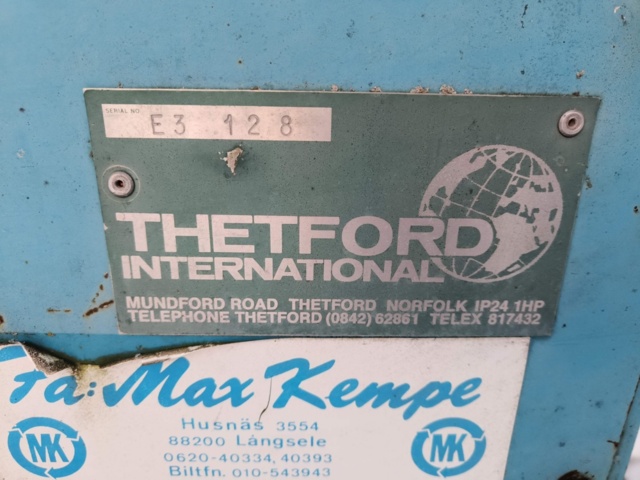 SERIAL NO.
E3 128
THETFORD
INTERNATIONAL
MUNDFORD ROAD THETFORD NORFOLK IP24 1HP
TELEPHONE THETFORD (0842) 62861 TELEX 817432
Fa: Max Kempe
Husnäs 3554
88200 Långsele
0620-40334, 40393
Biltfn. 010-543943
MK
MK